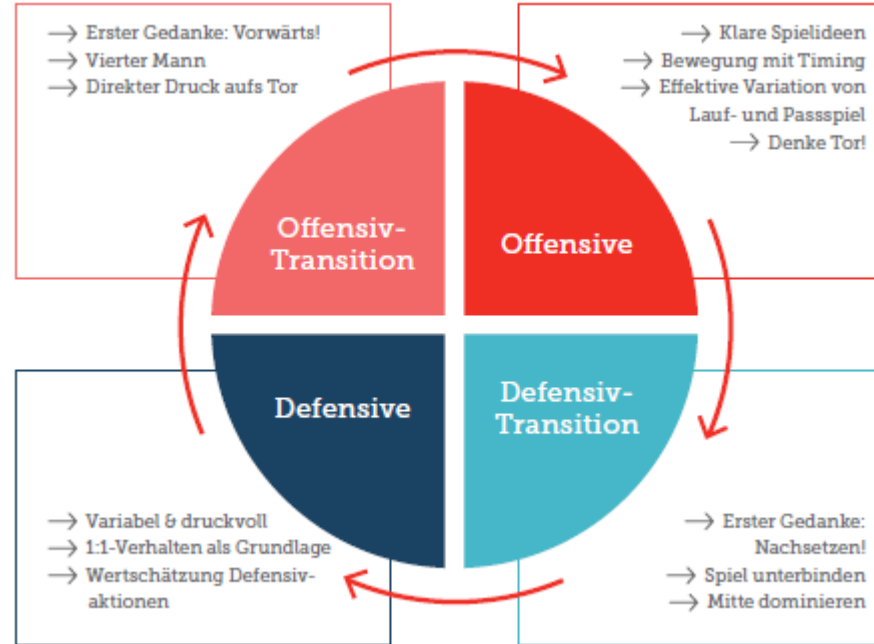 → Erster Gedanke: Vorwärts!
→ Vierter Mann
→ Direkter Druck aufs Tor
→ Klare Spielideen
→ Bewegung mit Timing
→ Effektive Variation von
Lauf- und Passspiel
→ Denke Tor!
Offensiv-
Transition
Offensive
Defensive
Defensiv-
Transition
→ Variabel & druckvoll
→ 1:1-Verhalten als Grundlage
→ Wertschätzung Defensiv-
aktionen
→ Erster Gedanke:
Nachsetzen!
→ Spiel unterbinden
→ Mitte dominieren